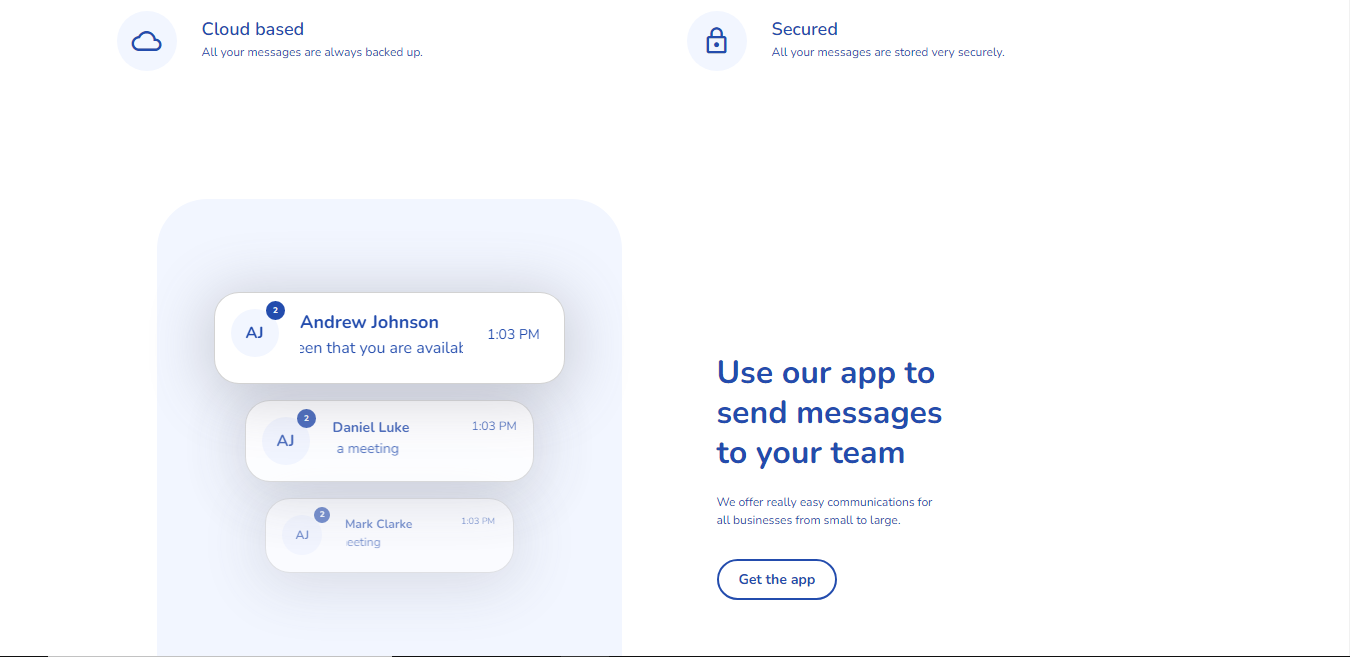 Cloud based
All your messages are always backed up.
Secured
All your messages are stored very securely.
2
AJ
Andrew Johnson
een that you are availab
1:03 PM
2
AJ
Daniel Luke
a meeting
1:03 PM
2
AJ
Mark Clarke
eeting
1:03 PM
Use our app to
send messages
to your team
We offer really easy communications for
all businesses from small to large.
Get the app